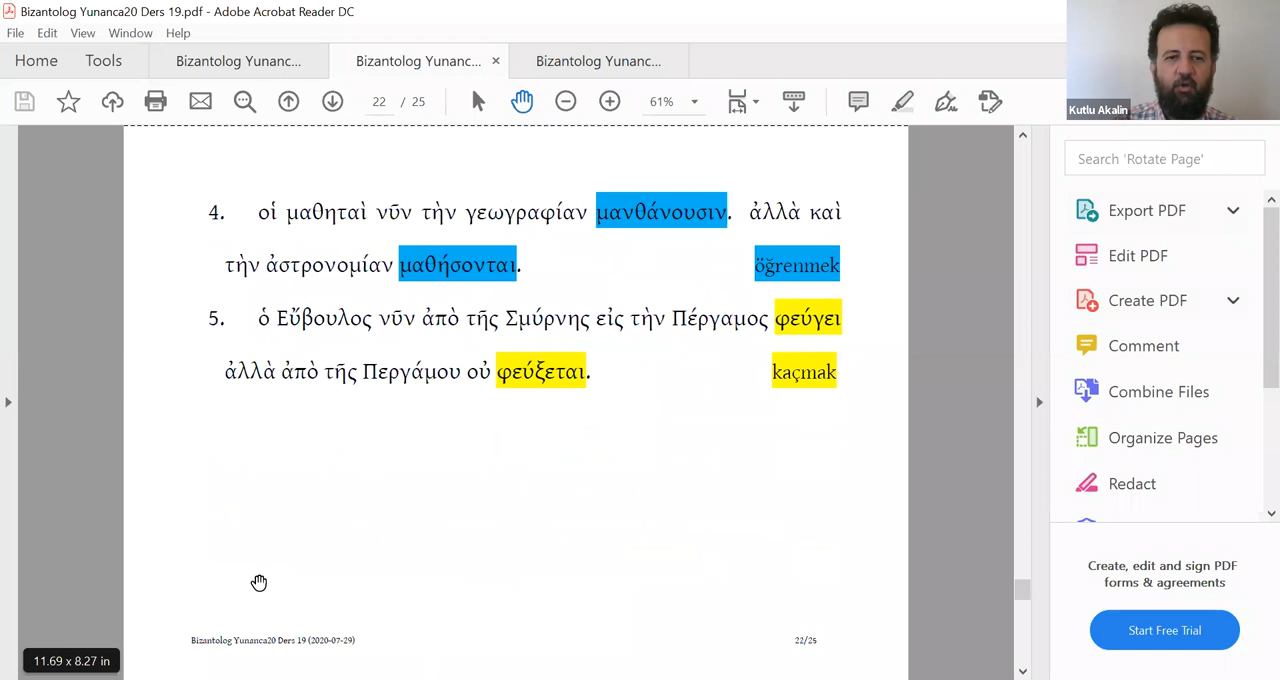 Bizantolog Yunanca20 Ders 19.pdf - Adobe Acrobat Reader DC
File Edit View Window Help
Home Tools Bizantolog Yunanc... Bizantolog Yunanc... × Bizantolog Yunanc...
22 / 25 61%
Kutlu Akalin
Search 'Rotate Page'
4. οἱ μαθηταὶ νῦν τὴν γεωγραφίαν μανθάνουσιν. ἀλλὰ καὶ
τὴν ἀστρονομίαν μαθήσονται. öğrenmek
5. ὁ Εὔβουλος νῦν ἀπὸ τῆς Σμύρνης εἰς τὴν Πέργαμος φεύγει
ἀλλὰ ἀπὸ τῆς Περγάμου οὐ φεύξεται. kaçmak
Bizantolog Yunanca20 Ders 19 (2020-07-29) 22/25
11.69 x 8.27 in
Export PDF
Edit PDF
Create PDF
Comment
Combine Files
Organize Pages
Redact
Create, edit and sign PDF
forms & agreements
Start Free Trial